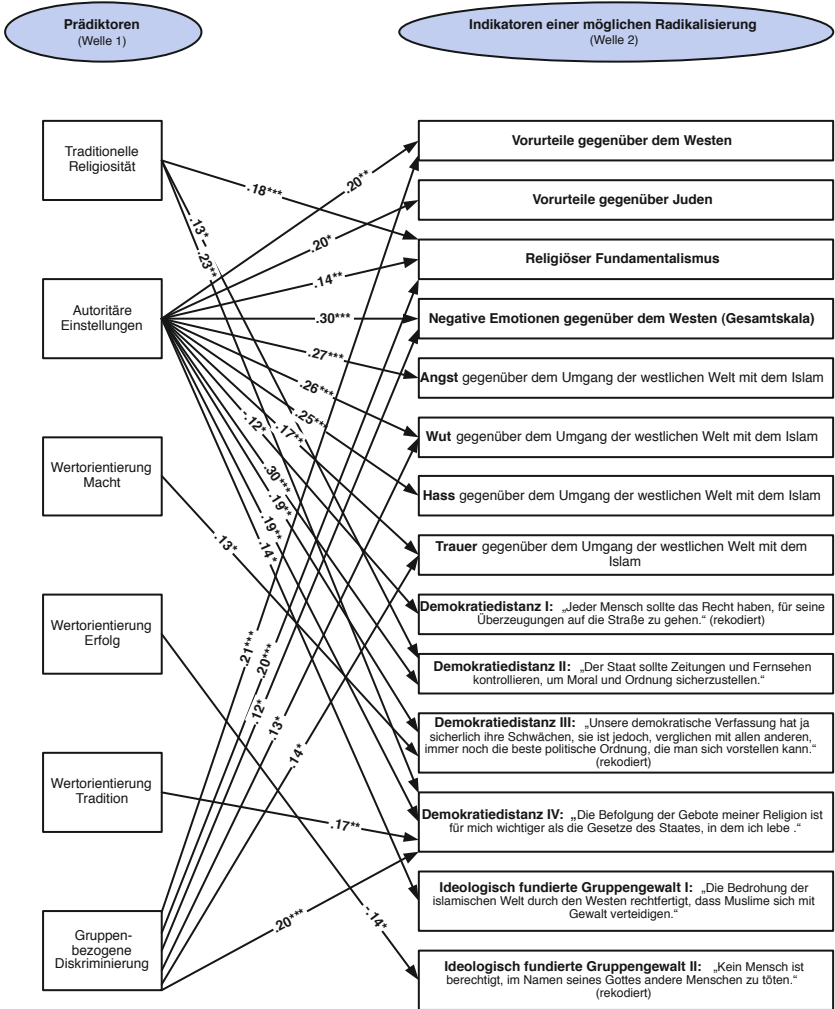 Prädiktoren
(Welle 1)
Indikatoren einer möglichen Radikalisierung
(Welle 2)
Traditionelle
Religiosität
Autoritäre
Einstellungen
Wertorientierung
Macht
Wertorientierung
Erfolg
Wertorientierung
Tradition
Gruppen-
bezogene
Diskriminierung
.20**
.18***
.13*
.23**
.20*
.14**
.30***
.27***
.26***
.25***
-.12*
.17**
.30***
.19**
.19**
.14*
.13*
.21***
.20***
.12*
.13*
.14*
.17**
.20***
-.14*
Vorurteile gegenüber dem Westen
Vorurteile gegenüber Juden
Religiöser Fundamentalismus
Negative Emotionen gegenüber dem Westen (Gesamtskala)
Angst gegenüber dem Umgang der westlichen Welt mit dem Islam
Wut gegenüber dem Umgang der westlichen Welt mit dem Islam
Hass gegenüber dem Umgang der westlichen Welt mit dem Islam
Trauer gegenüber dem Umgang der westlichen Welt mit dem
Islam
Demokratiedistanz I: „Jeder Mensch sollte das Recht haben, für seine
Überzeugungen auf die Straße zu gehen.“ (rekodiert)
Demokratiedistanz II: „Der Staat sollte Zeitungen und Fernsehen
kontrollieren, um Moral und Ordnung sicherzustellen.“
Demokratiedistanz III: „Unsere demokratische Verfassung hat ja
sicherlich ihre Schwächen, sie ist jedoch, verglichen mit allen anderen,
immer noch die beste politische Ordnung, die man sich vorstellen kann.“
(rekodiert)
Demokratiedistanz IV: „Die Befolgung der Gebote meiner Religion ist
für mich wichtiger als die Gesetze des Staates, in dem ich lebe .“
Ideologisch fundierte Gruppengewalt I: „Die Bedrohung der
islamischen Welt durch den Westen rechtfertigt, dass Muslime sich mit
Gewalt verteidigen.“
Ideologisch fundierte Gruppengewalt II: „Kein Mensch ist
berechtigt, im Namen seines Gottes andere Menschen zu töten.“
(rekodiert)